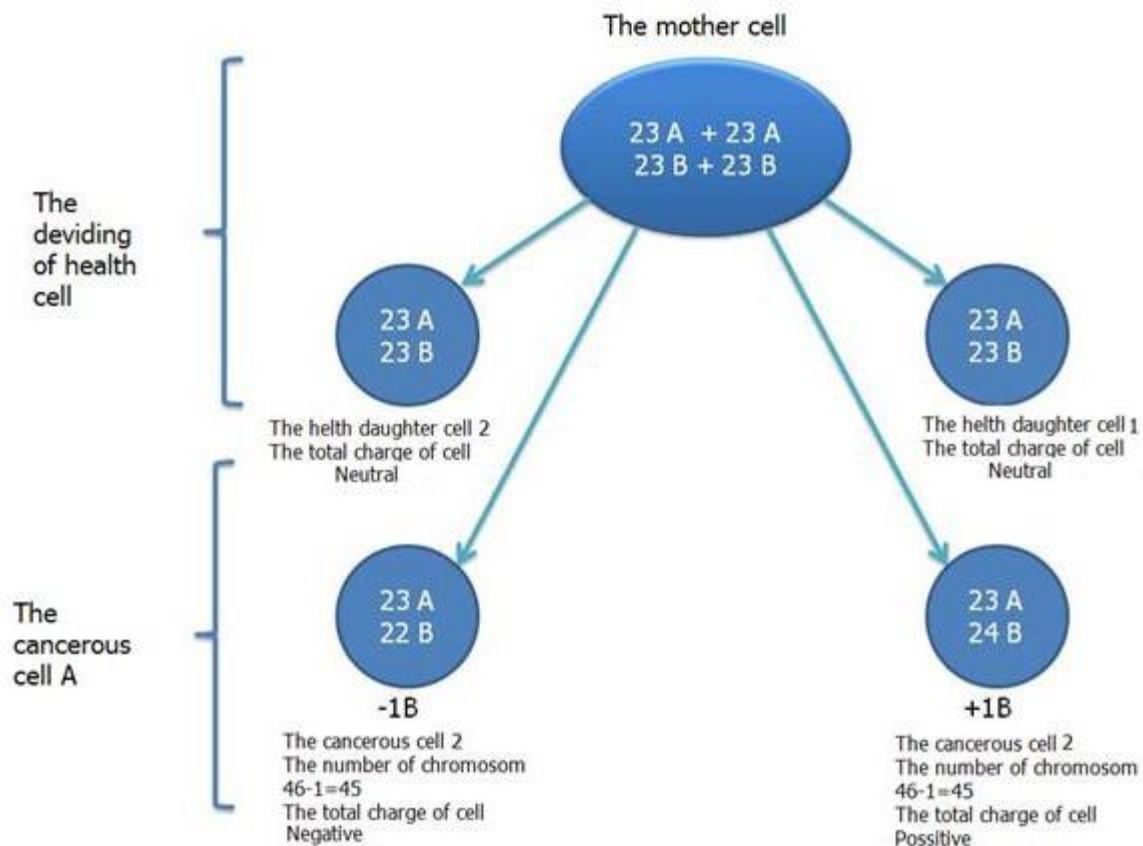 The mother cell
23 A + 23 A
23 B + 23 B
The
deviding
of health
cell
23 A
23 B
The helth daughter cell 2
The total charge of cell
Neutral
23 A
23 B
The helth daughter cell 1
The total charge of cell
Neutral
The
cancerous
cell A
23 A
22 B
-1B
The cancerous cell 2
The number of chromosom
46-1=45
The total charge of cell
Negative
23 A
24 B
+1B
The cancerous cell 2
The number of chromosom
46-1=45
The total charge of cell
Possitive